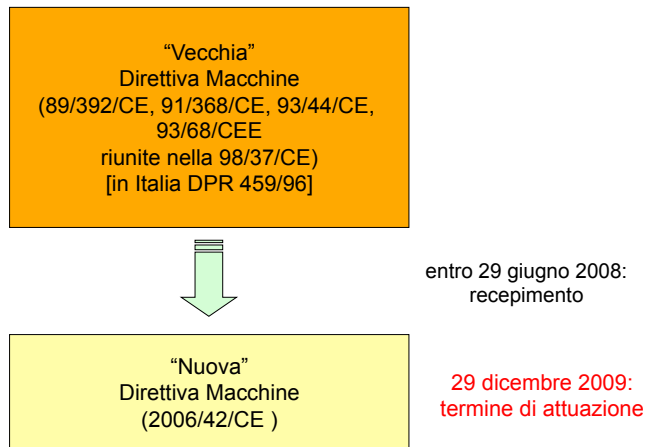 “Vecchia”
Direttiva Macchine
(89/392/CE, 91/368/CE, 93/44/CE,
93/68/CEE
riunite nella 98/37/CE)
[in Italia DPR 459/96]
entro 29 giugno 2008:
recepimento
“Nuova”
Direttiva Macchine
(2006/42/CE )
29 dicembre 2009:
termine di attuazione